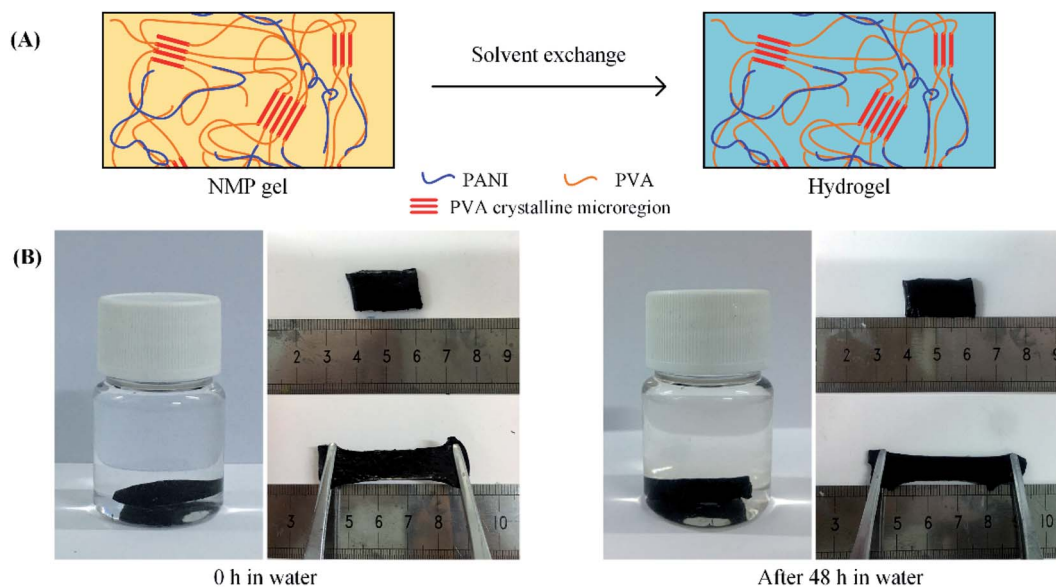 (A)
Solvent exchange
NMP gel
Hydrogel
PANI PVA
PVA crystalline microregion
(B)
2 3 4 5 6 7 8 9
2 3 4 5 6 7 8 9
3 5 6 7 8 10
2 4 5 6 7 8 10
0 h in water
After 48 h in water